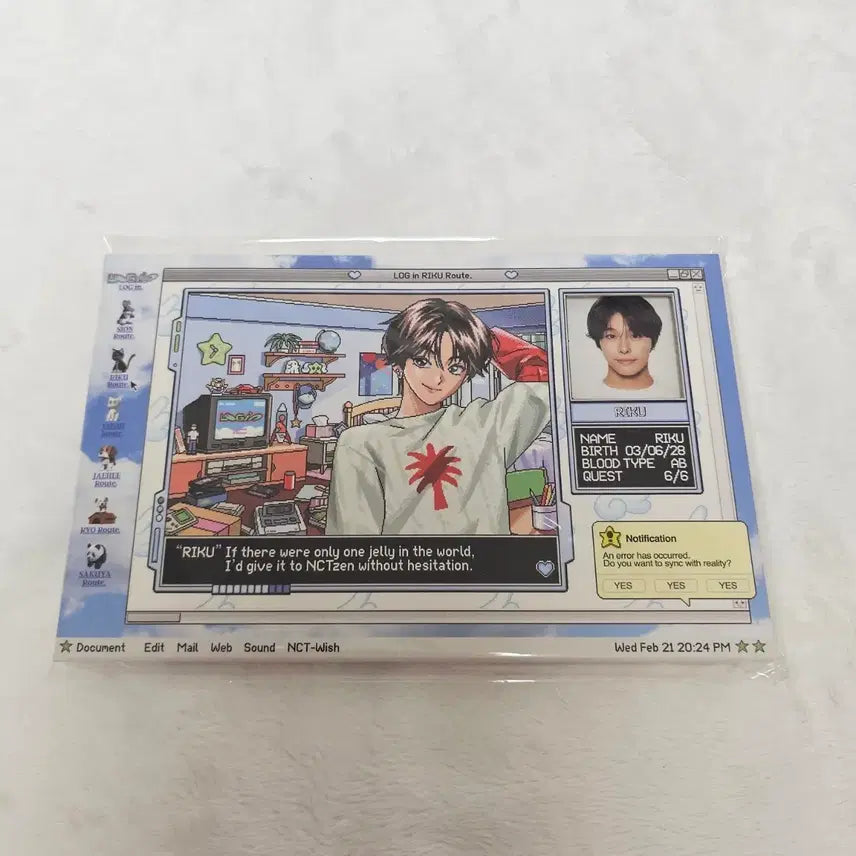 LOG in RIKU Route.
LOG in.
SION
Route.
RIKU
Route.
Route.
JAEHEE
Route.
RYO Route.
SAKUYA
Route.
RIKU
NAME RIKU
BIRTH 03/06/28
BLOOD TYPE AB
QUEST 6/6
"RIKU" If there were only one jelly in the world,
I'd give it to NCTzen without hesitation.
Notification
An error has occurred.
Do you want to sync with reality?
YES YES YES
Document Edit Mail Web Sound NCT-Wish
Wed Feb 21 20:24 PM